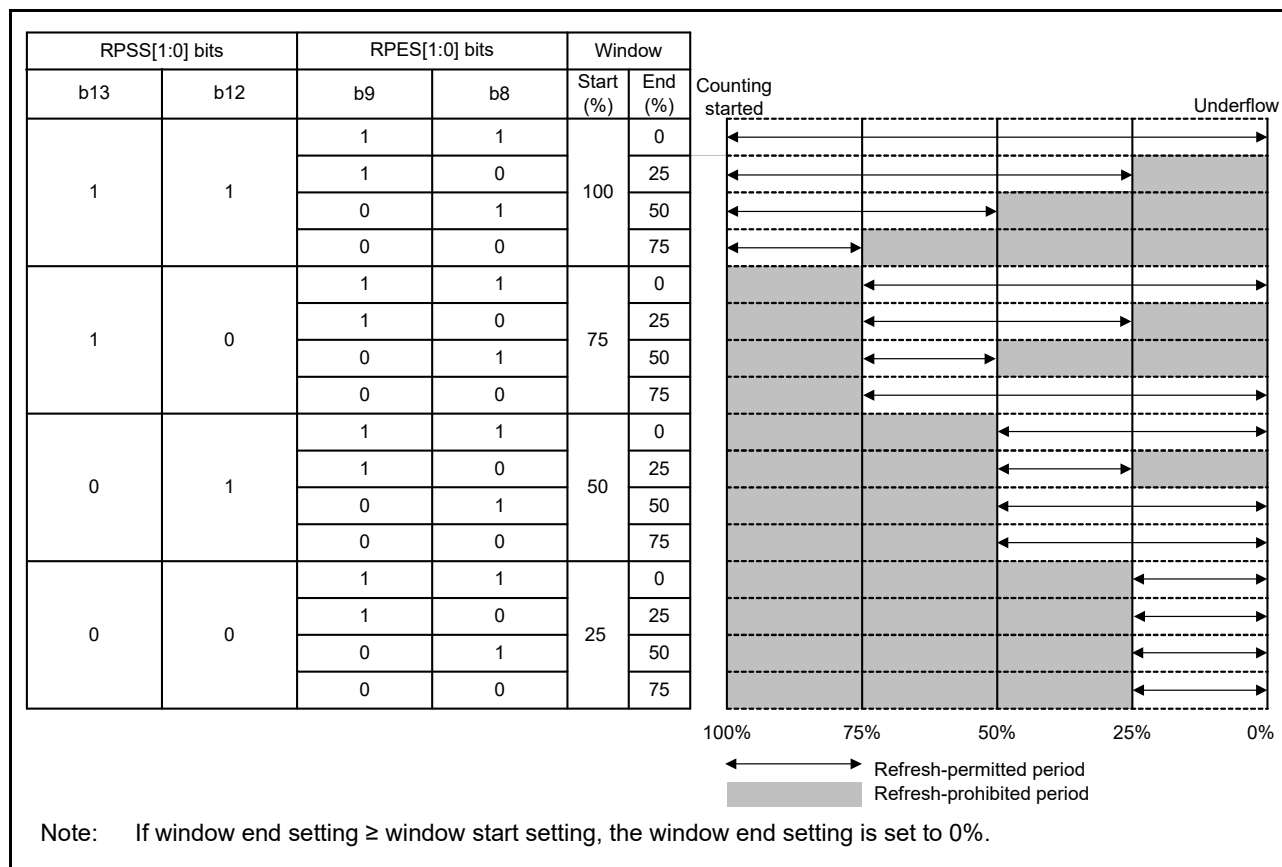 RPSS[1:0] bits RPES[1:0] bits Window
b13 b12 b9 b8 Start (%) End (%) Counting started Underflow
1 1 0
1 0 25
1 1 100
0 1 50
0 0 75
1 1 0
1 0 25
1 0 75
0 1 50
0 0 75
1 1 0
1 0 25
0 1 50
0 1 50
0 0 75
1 1 0
1 0 25
0 0 25
0 1 50
0 0 75
100% 75% 50% 25% 0%
Refresh-permitted period
Refresh-prohibited period
Note: If window end setting ≥ window start setting, the window end setting is set to 0%.